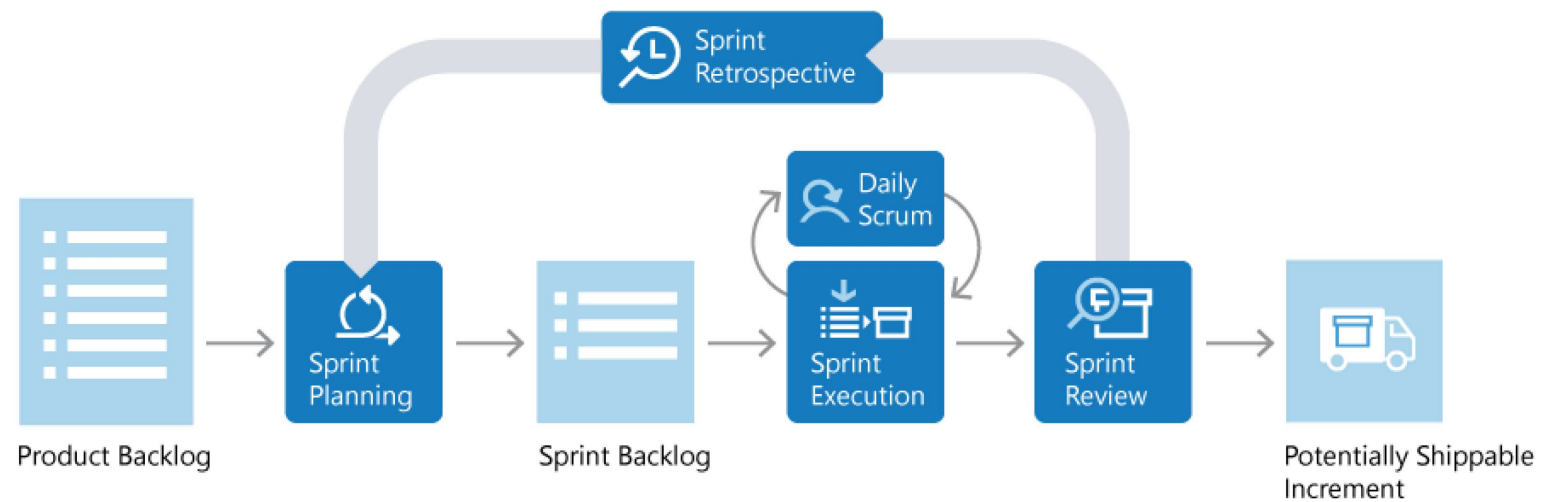 Sprint
Retrospective
Daily
Scrum
Sprint
Planning
Sprint
Execution
Sprint
Review
Product Backlog
Sprint Backlog
Potentially Shippable
Increment